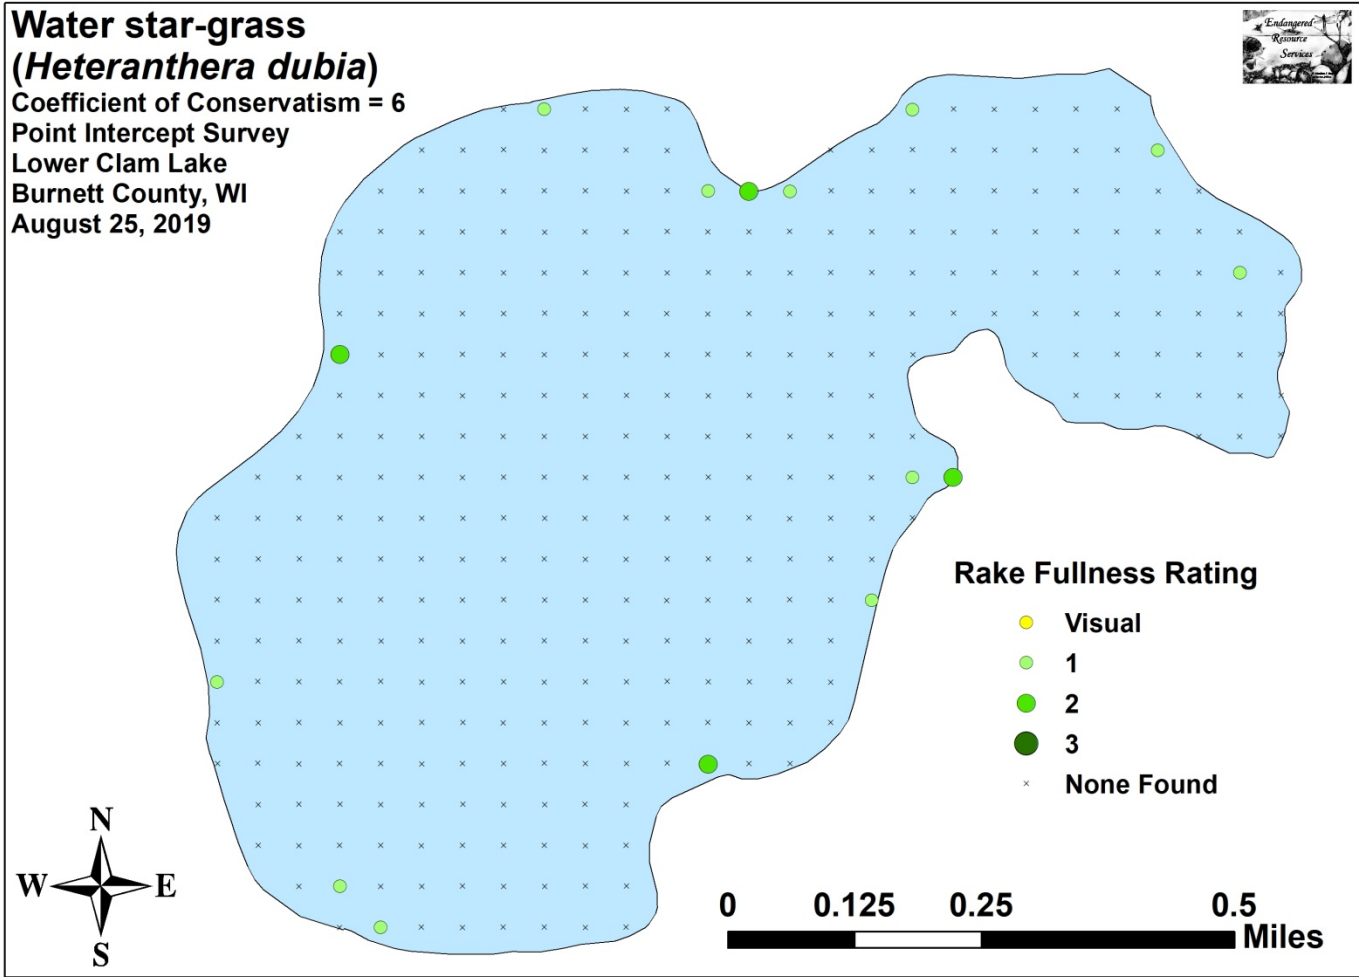 Water star-grass
(Heteranthera dubia)
Coefficient of Conservatism = 6
Point Intercept Survey
Lower Clam Lake
Burnett County, WI
August 25, 2019
Endangered
Resource
Services
Rake Fullness Rating
Visual
1
2
3
None Found
N
W E
S
0 0.125 0.25 0.5
Miles